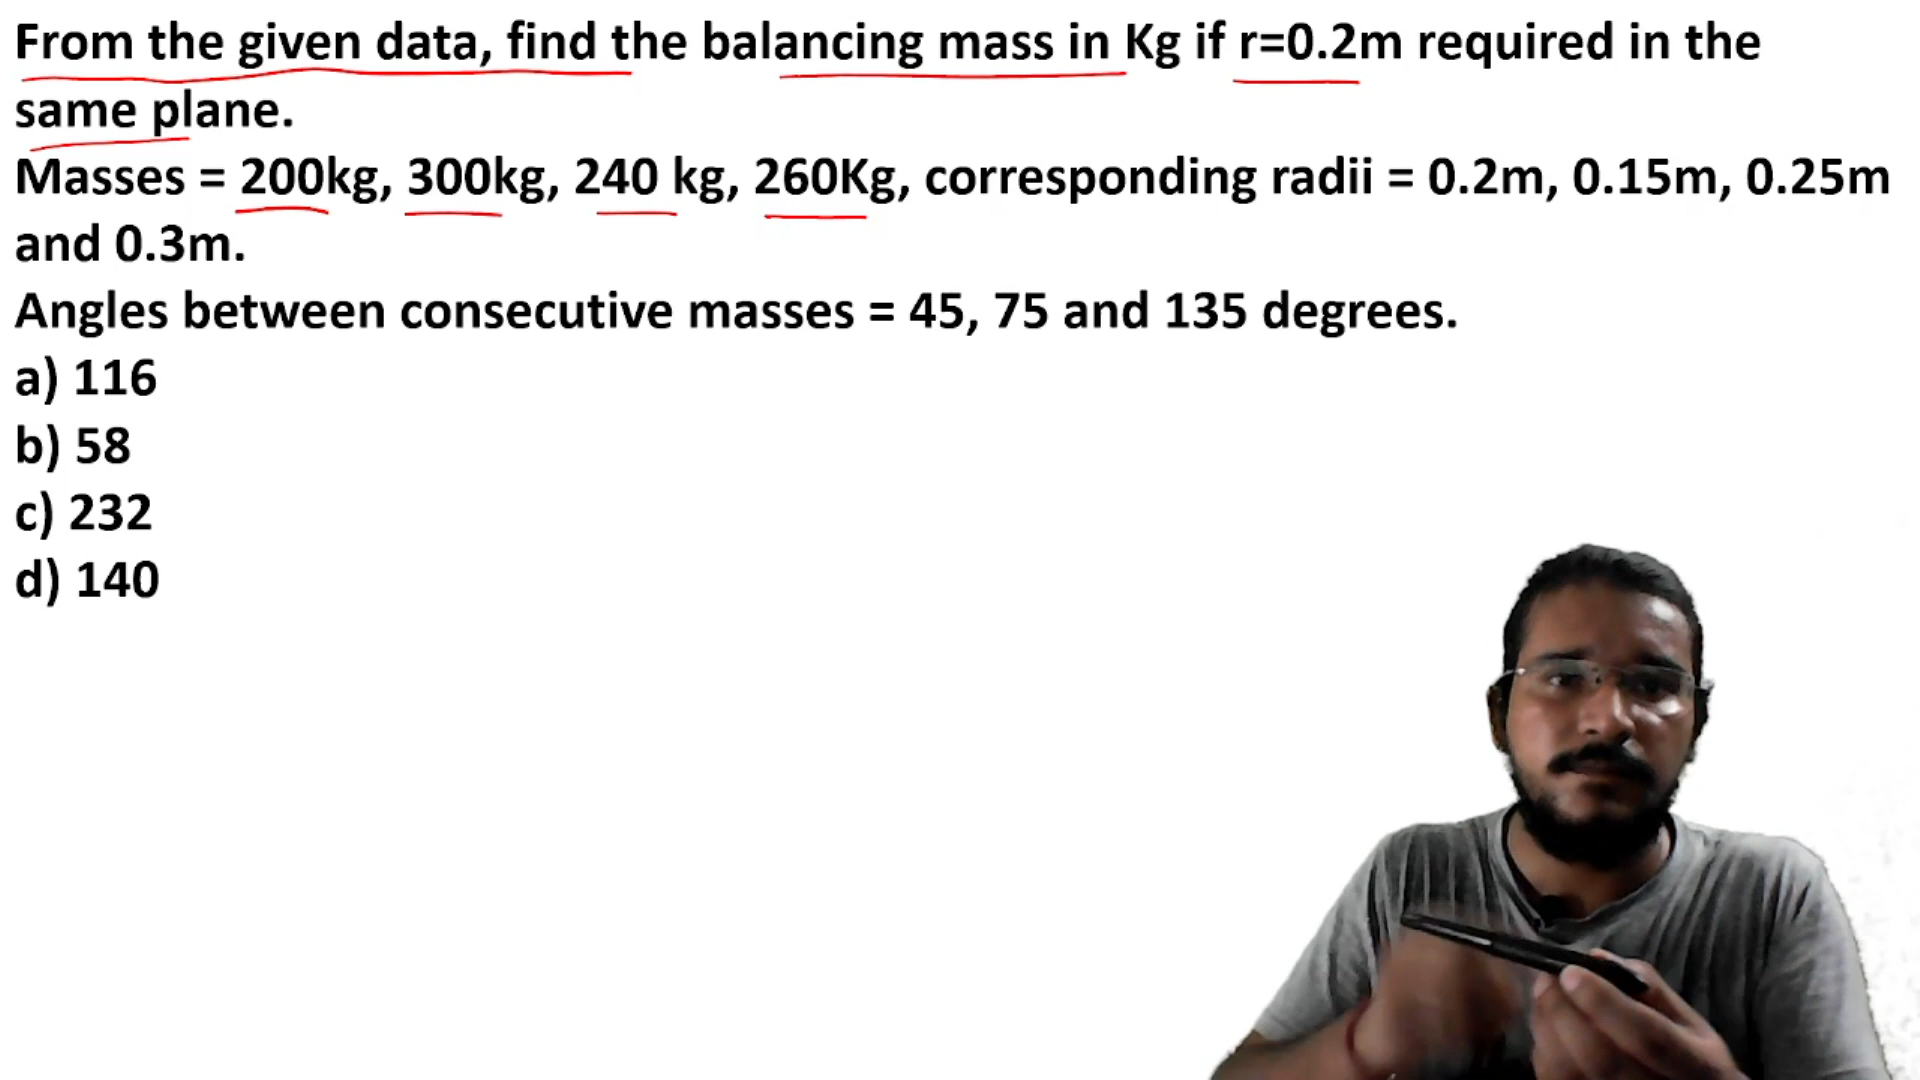 From the given data, find the balancing mass in Kg if r=0.2m required in the
same plane.
Masses = 200kg, 300kg, 240 kg, 260Kg, corresponding radii = 0.2m, 0.15m, 0.25m
and 0.3m.
Angles between consecutive masses = 45, 75 and 135 degrees.
a) 116
b) 58
c) 232
d) 140